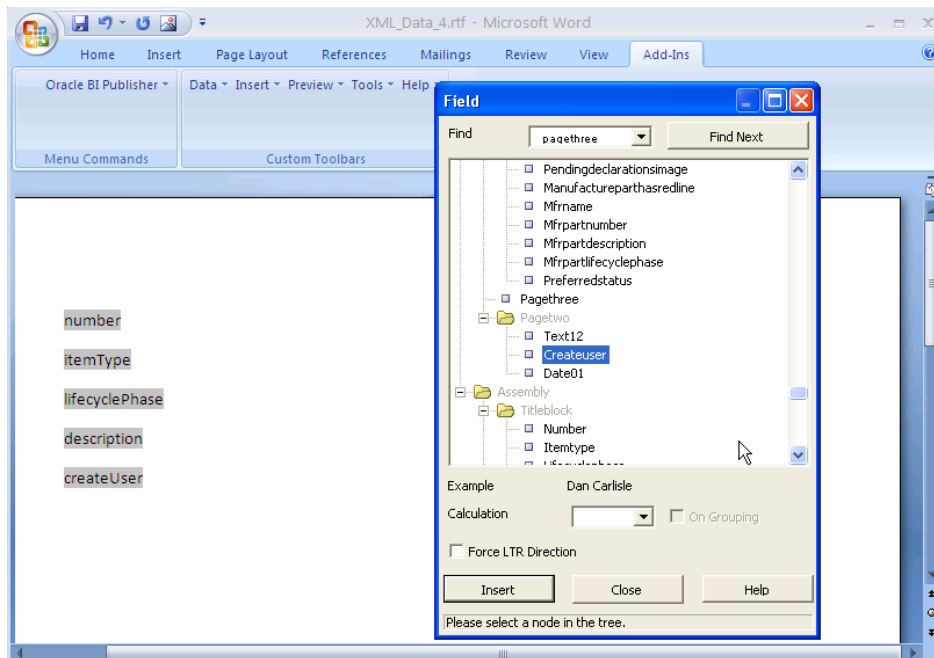 XML_Data_4.rtf - Microsoft Word
Home Insert Page Layout References Mailings Review View Add-Ins
Oracle BI Publisher Data Insert Preview Tools Help
Menu Commands Custom Toolbars
number
itemType
lifecyclePhase
description
createUser
Field
Find pagethree Find Next
Pendingdeclarationsimage
Manufactureparthasredline
Mfrname
Mfrpartnumber
Mfrpartdescription
Mfrpartlifecyclephase
Preferredstatus
Pagethree
Pagetwo
Text12
Createuser
Date01
Assembly
Titleblock
Number
Itemtype
Lifecyclephase
Example Dan Carlisle
Calculation On Grouping
Force LTR Direction
Insert Close Help
Please select a node in the tree.